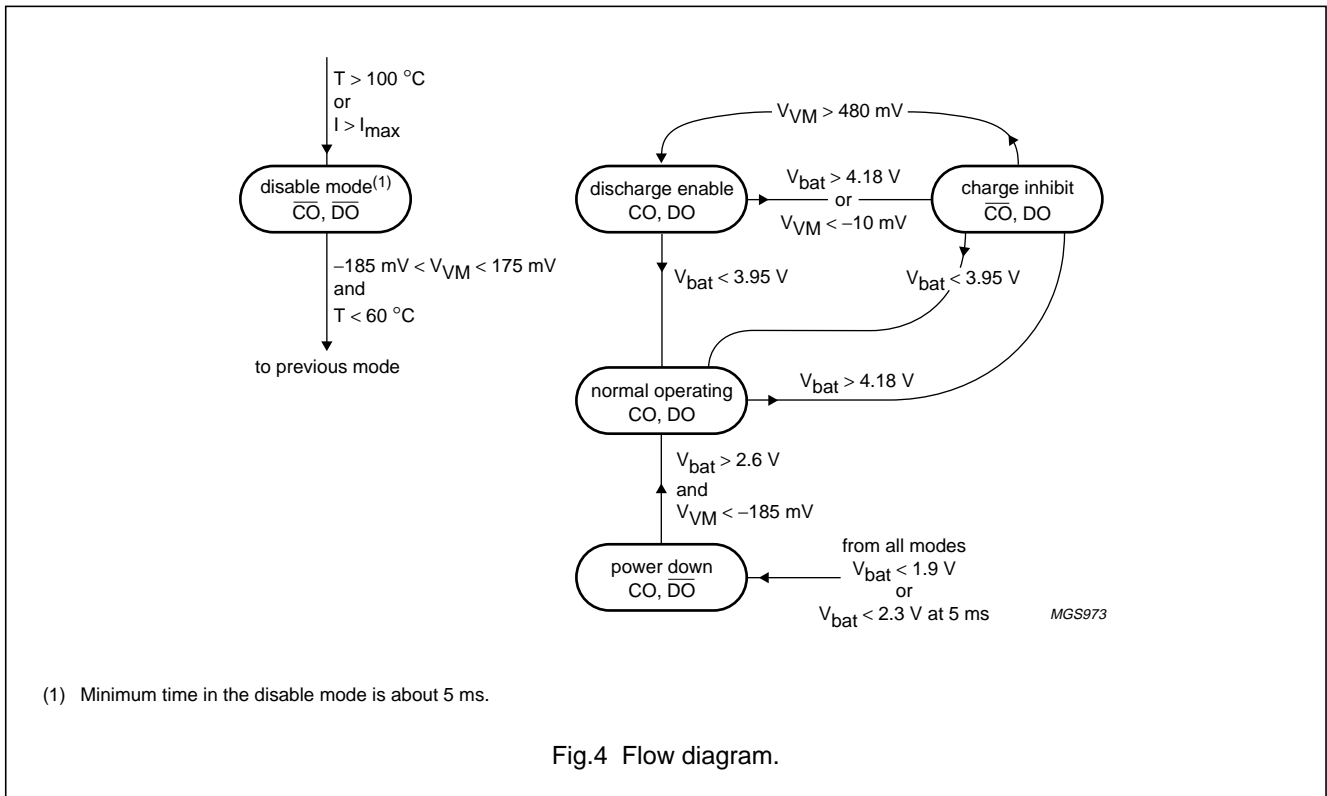 T > 100 °C
or
I > Imax
disable mode(1)
C̅O̅, D̅O̅
−185 mV < VVM < 175 mV
and
T < 60 °C
to previous mode
VVM > 480 mV
discharge enable
CO, DO
Vbat > 4.18 V
or
VVM < −10 mV
charge inhibit
C̅O̅, DO
Vbat < 3.95 V
Vbat < 3.95 V
normal operating
CO, DO
Vbat > 4.18 V
Vbat > 2.6 V
and
VVM < −185 mV
power down
CO, D̅O̅
from all modes
Vbat < 1.9 V
or
Vbat < 2.3 V at 5 ms
MGS973
(1) Minimum time in the disable mode is about 5 ms.
Fig.4 Flow diagram.